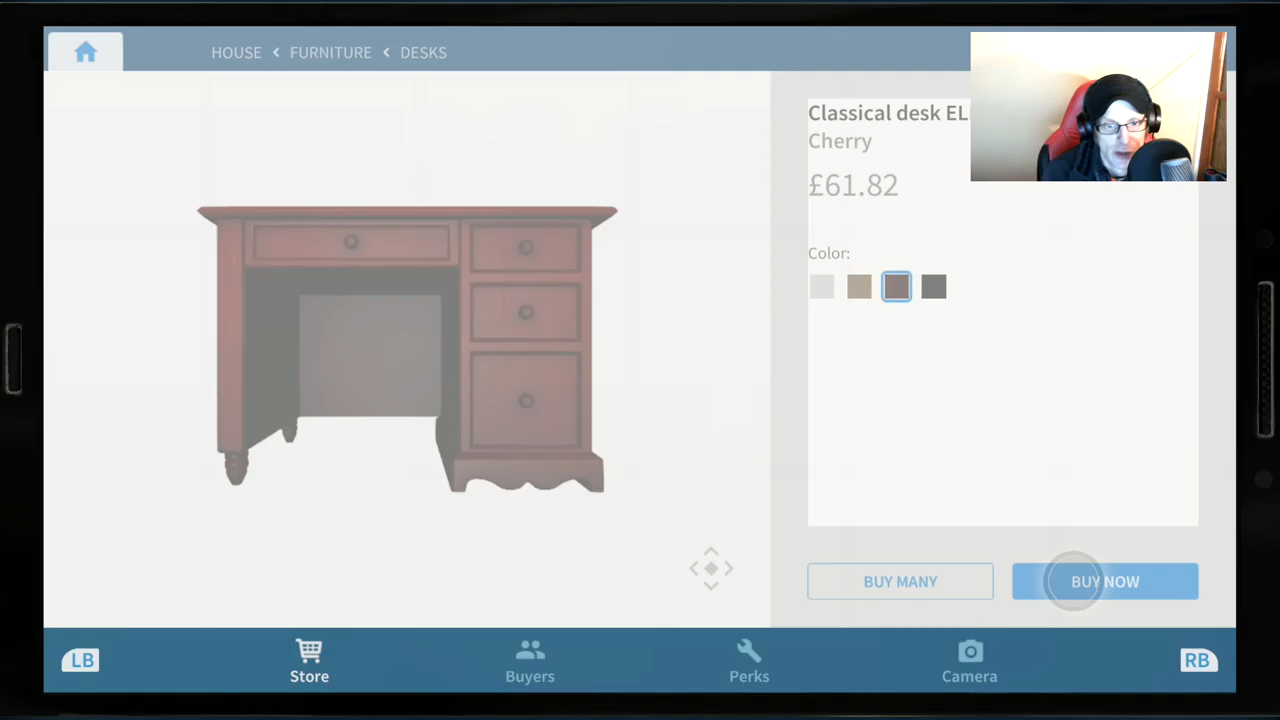 HOUSE < FURNITURE < DESKS
Classical desk EL
Cherry
£61.82
Color:
BUY MANY
BUY NOW
LB
Store
Buyers
Perks
Camera
RB